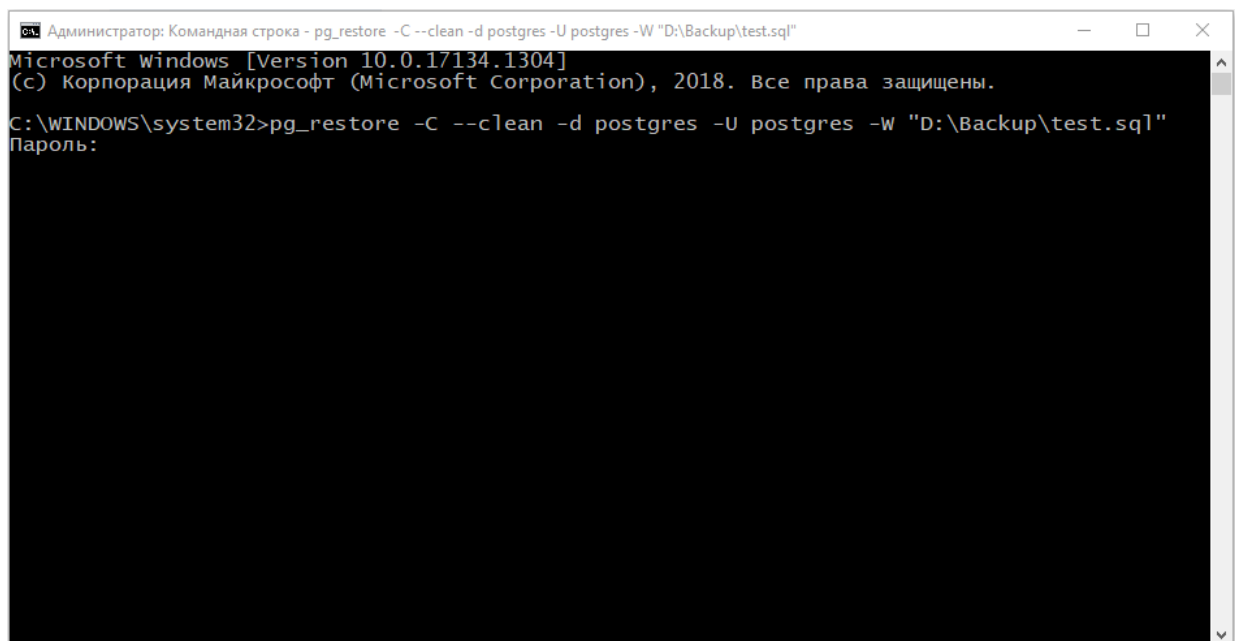 Администратор: Командная строка - pg_restore -C --clean -d postgres -U postgres -W "D:\Backup\test.sql"
Microsoft Windows [Version 10.0.17134.1304]
(c) Корпорация Майкрософт (Microsoft Corporation), 2018. Все права защищены.
C:\WINDOWS\system32>pg_restore -C --clean -d postgres -U postgres -W "D:\Backup\test.sql"
Пароль: